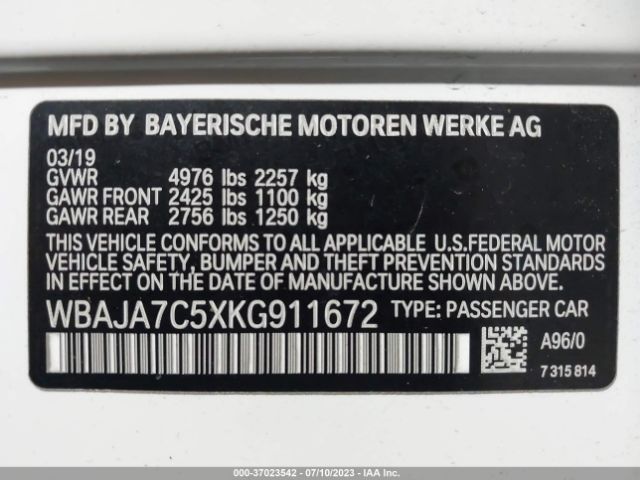 MFD BY BAYERISCHE MOTOREN WERKE AG
03/19
GVWR 4976 lbs 2257 kg
GAWR FRONT 2425 lbs 1100 kg
GAWR REAR 2756 lbs 1250 kg
THIS VEHICLE CONFORMS TO ALL APPLICABLE U.S.FEDERAL MOTOR
VEHICLE SAFETY, BUMPER AND THEFT PREVENTION STANDARDS
IN EFFECT ON DATE OF MANUFACTURE SHOWN ABOVE.
WBAJA7C5XKG911672 TYPE: PASSENGER CAR
A96/0
7 315 814
000-37023542 - 07/10/2023 - IAA Inc.